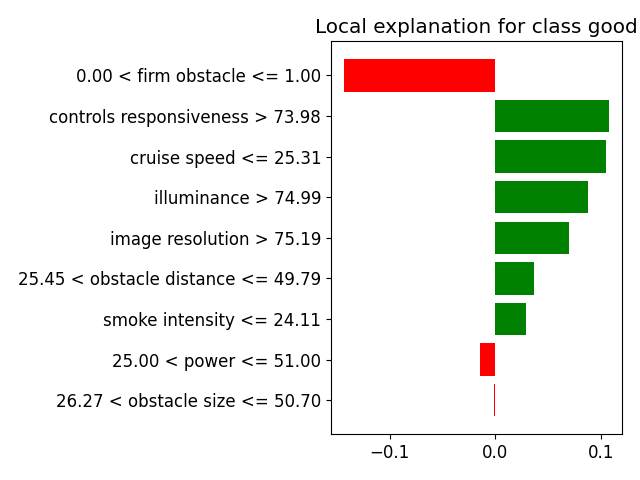 Local explanation for class good
0.00 < firm obstacle <= 1.00
controls responsiveness > 73.98
cruise speed <= 25.31
illuminance > 74.99
image resolution > 75.19
25.45 < obstacle distance <= 49.79
smoke intensity <= 24.11
25.00 < power <= 51.00
26.27 < obstacle size <= 50.70
−0.1 0.0 0.1